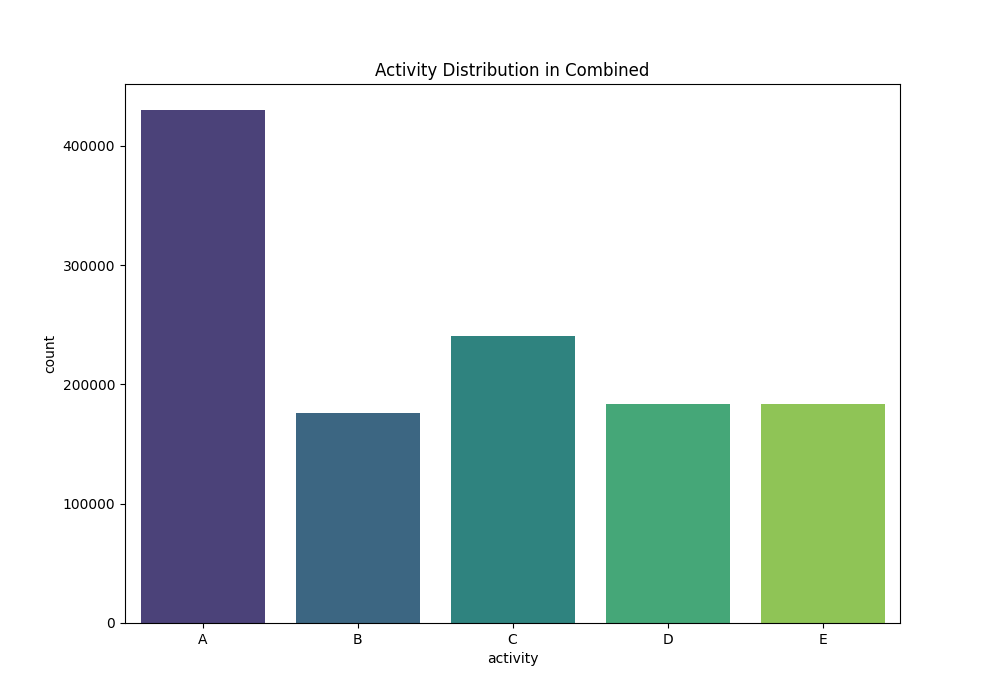 Activity Distribution in Combined
400000
300000
200000
100000
0
count
A B C D E
activity